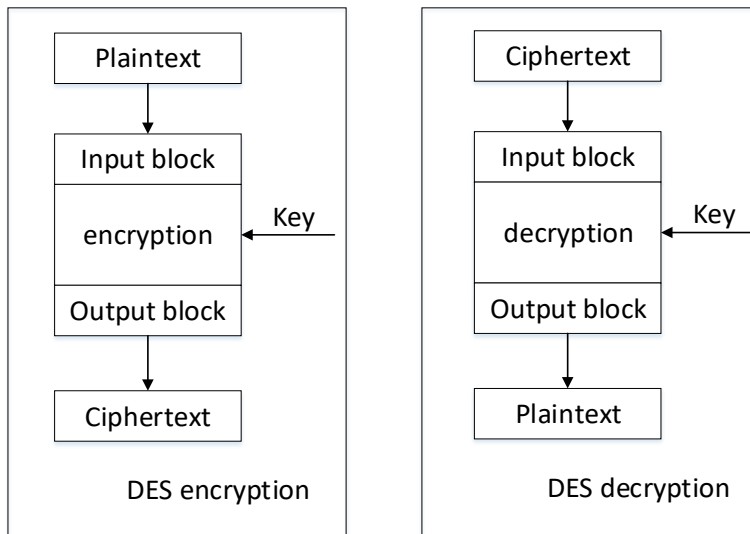 Plaintext
Input block
encryption
Key
Output block
Ciphertext
DES encryption
Ciphertext
Input block
decryption
Key
Output block
Plaintext
DES decryption